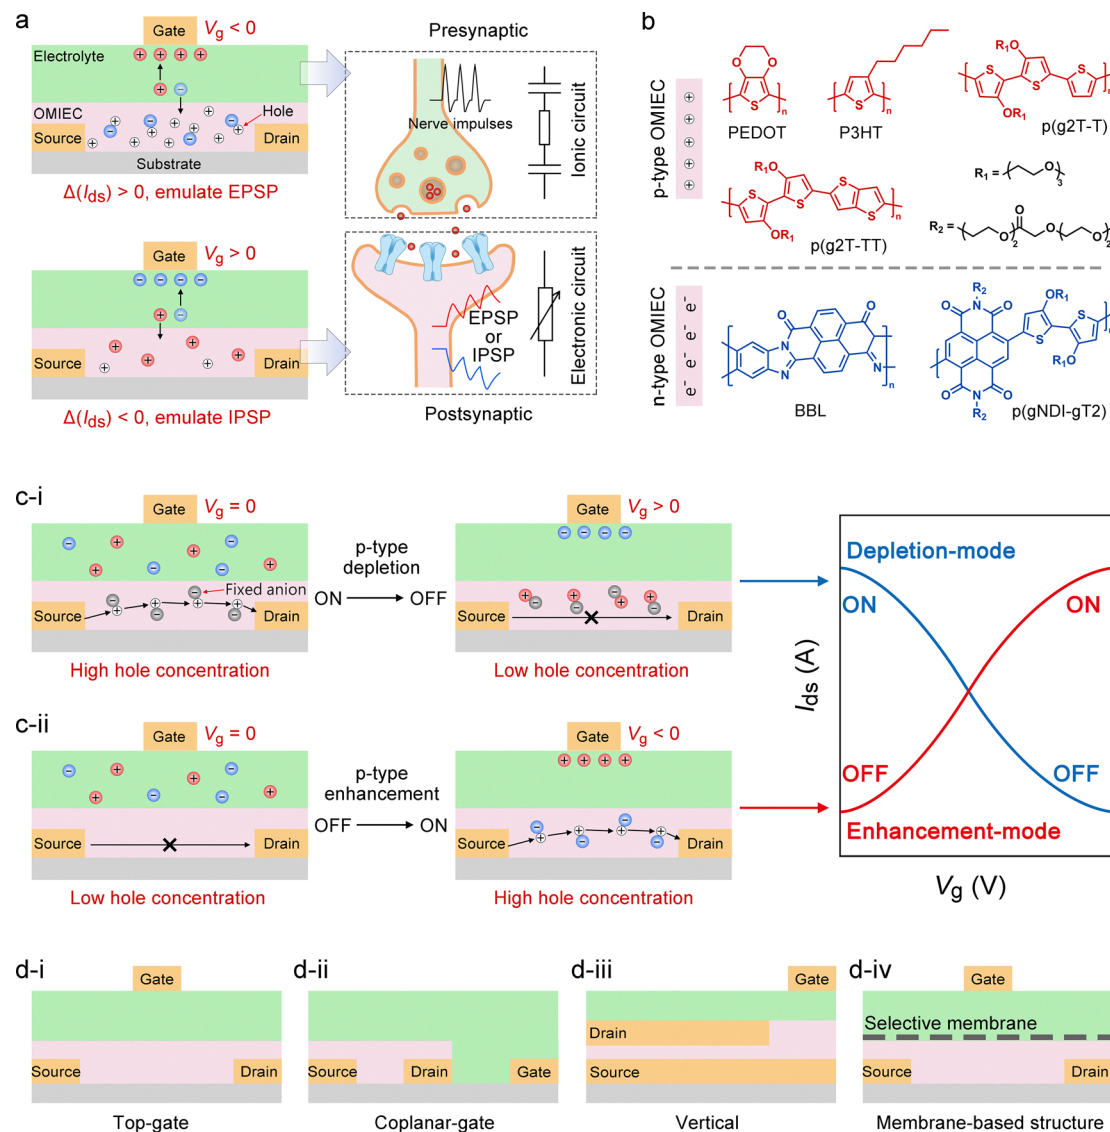 a
Gate
Vg < 0
Electrolyte
OMIEC
Hole
Source
Drain
Substrate
Δ(Ids) > 0, emulate EPSP
Gate
Vg > 0
Source
Drain
Δ(Ids) < 0, emulate IPSP
Presynaptic
Nerve impulses
Ionic circuit
EPSP
or
IPSP
Electronic circuit
Postsynaptic
b
p-type OMIEC
PEDOT
P3HT
p(g2T-T)
p(g2T-TT)
R1 =
R2 =
n-type OMIEC
e- e- e- e- e-
BBL
p(gNDI-gT2)
c-i
Gate
Vg = 0
Fixed anion
Source
Drain
High hole concentration
p-type
depletion
ON
OFF
Gate
Vg > 0
Source
Drain
Low hole concentration
c-ii
Gate
Vg = 0
Source
Drain
Low hole concentration
p-type
enhancement
OFF
ON
Gate
Vg < 0
Source
Drain
High hole concentration
Ids (A)
Depletion-mode
ON
ON
OFF
OFF
Enhancement-mode
Vg (V)
d-i
Gate
Source
Drain
Top-gate
d-ii
Source
Drain
Gate
Coplanar-gate
d-iii
Gate
Drain
Source
Vertical
d-iv
Gate
Selective membrane
Source
Drain
Membrane-based structure